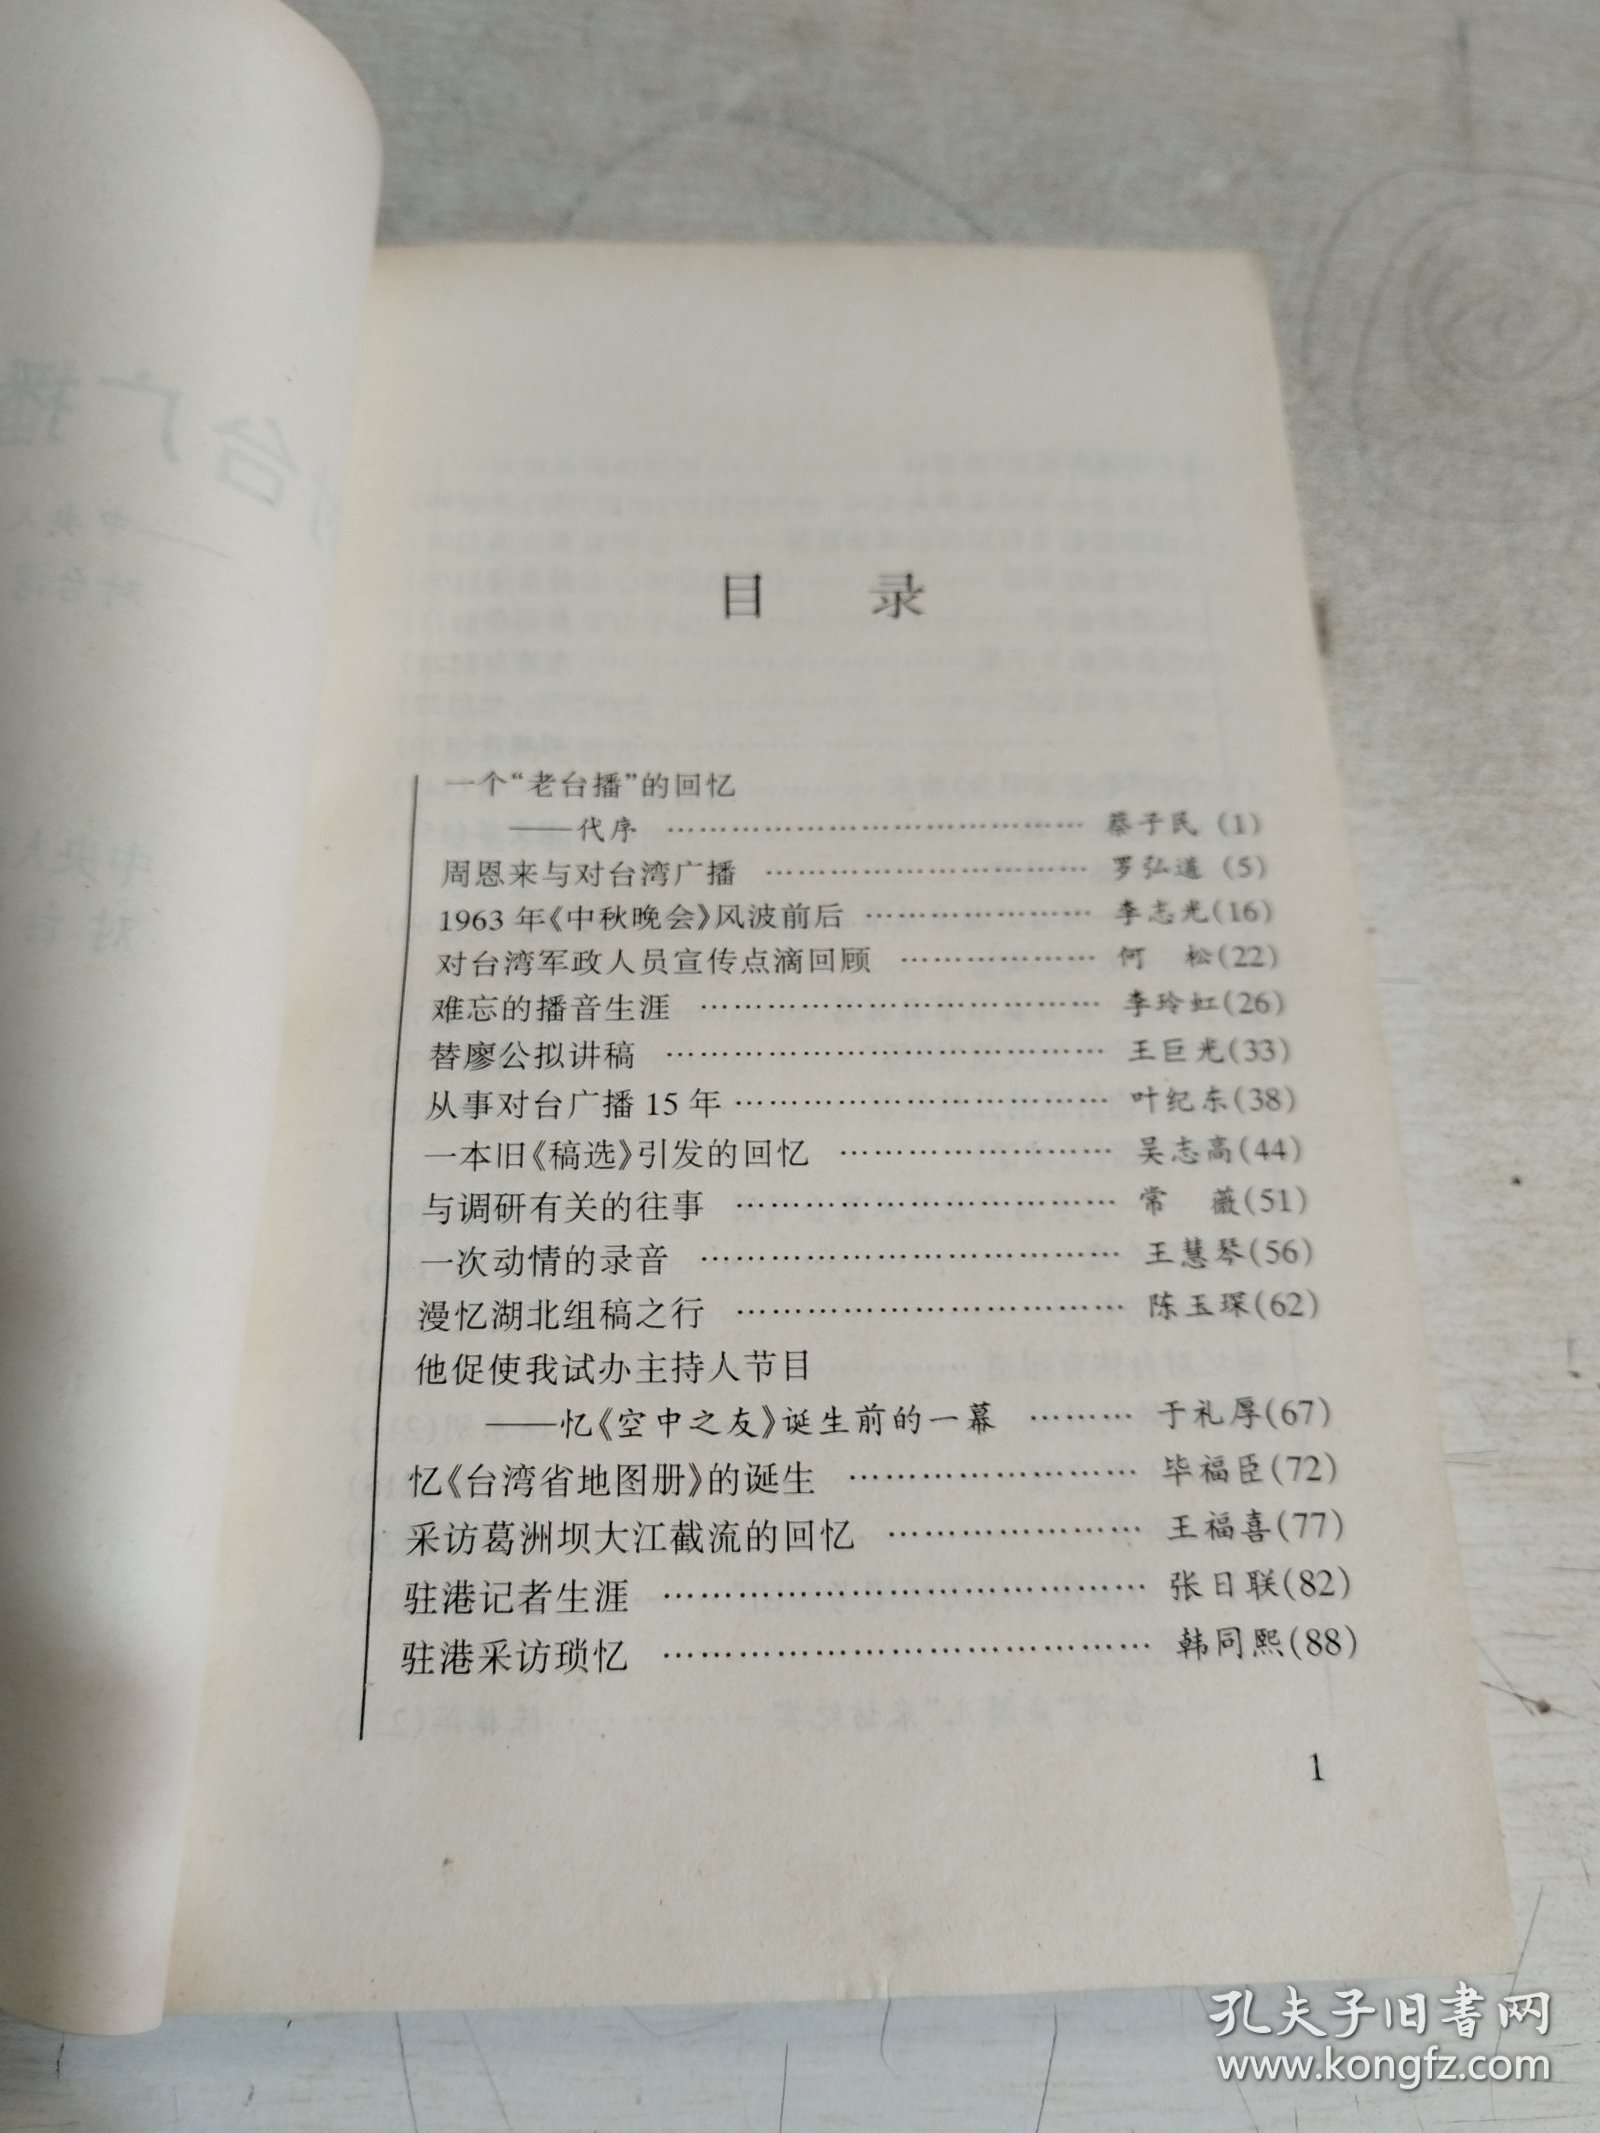 目 录
一个“老台播”的回忆
——代序 …………………………………… 蔡子民 (1)
周恩来与对台湾广播 …………………………… 罗弘道 (5)
1963年《中秋晚会》风波前后 …………………… 李志光(16)
对台湾军政人员宣传点滴回顾 ………………… 何 松(22)
难忘的播音生涯 ………………………………… 李玲虹(26)
替廖公拟讲稿 …………………………………… 王巨光(33)
从事对台广播15年 ……………………………… 叶纪东(38)
一本旧《稿选》引发的回忆 ……………………… 吴志高(44)
与调研有关的往事 ……………………………… 常 薇(51)
一次动情的录音 ………………………………… 王慧琴(56)
漫忆湖北组稿之行 ……………………………… 陈玉琛(62)
他促使我试办主持人节目
——忆《空中之友》诞生前的一幕 ……… 于礼厚(67)
忆《台湾省地图册》的诞生 ……………………… 毕福臣(72)
采访葛洲坝大江截流的回忆 …………………… 王福喜(77)
驻港记者生涯 …………………………………… 张日联(82)
驻港采访琐忆 …………………………………… 韩同熙(88)
1
台广播
孔夫子旧书网
www.kongfz.com